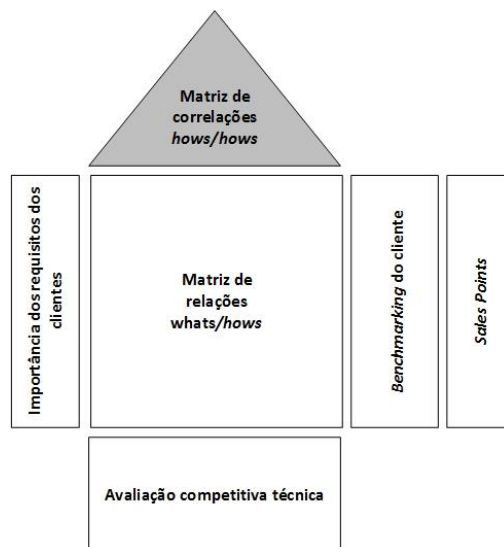 Matriz de
correlações
hows/hows
Importância dos requisitos dos
clientes
Matriz de
relações
whats/hows
Benchmarking do cliente
Sales Points
Avaliação competitiva técnica